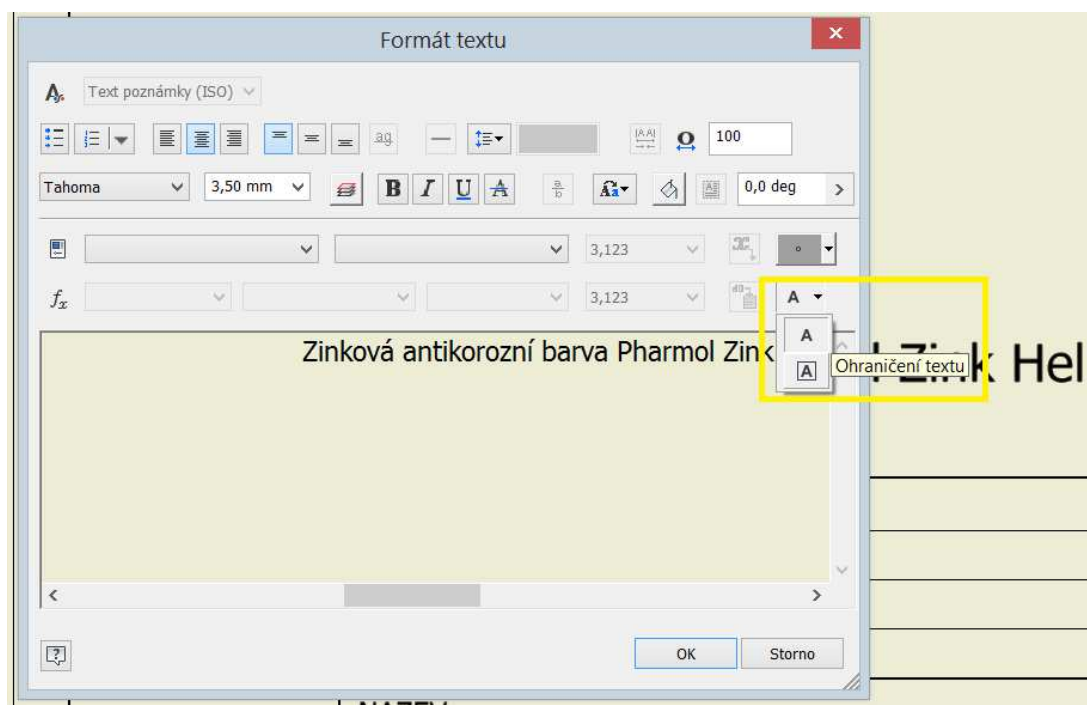 Formát textu
Text poznámky (ISO)
100
Tahoma
3,50 mm
B I U A
0,0 deg
3,123
3,123
A
A
A
Ohraničení textu
Zinková antikorozní barva Pharmol Zink
l Zink Hel
OK
Storno